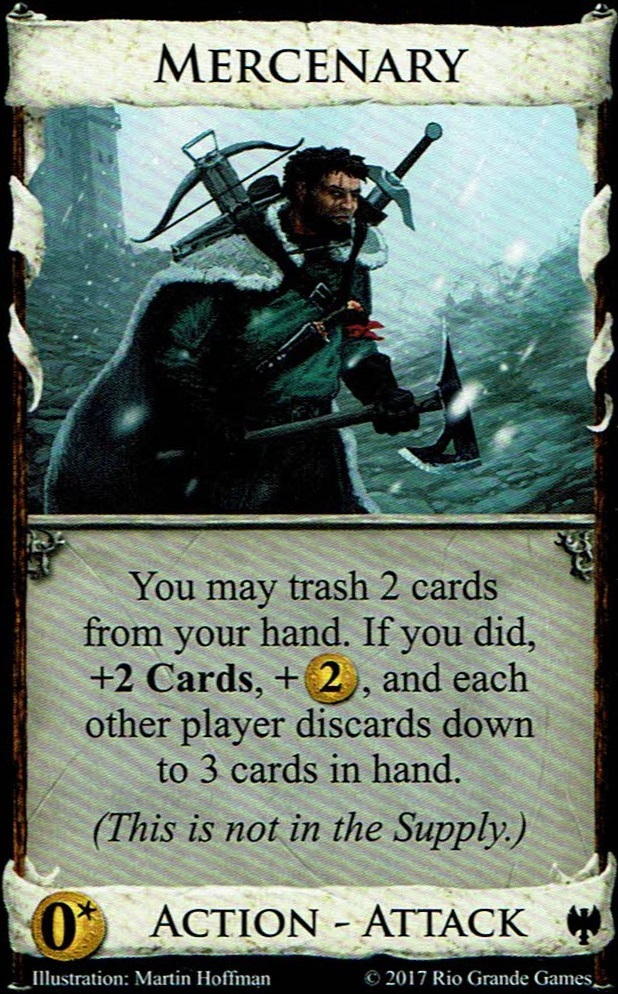 MERCENARY
You may trash 2 cards
from your hand. If you did,
+2 Cards, + 2 , and each
other player discards down
to 3 cards in hand.
(This is not in the Supply.)
0* ACTION - ATTACK
Illustration: Martin Hoffman © 2017 Rio Grande Games